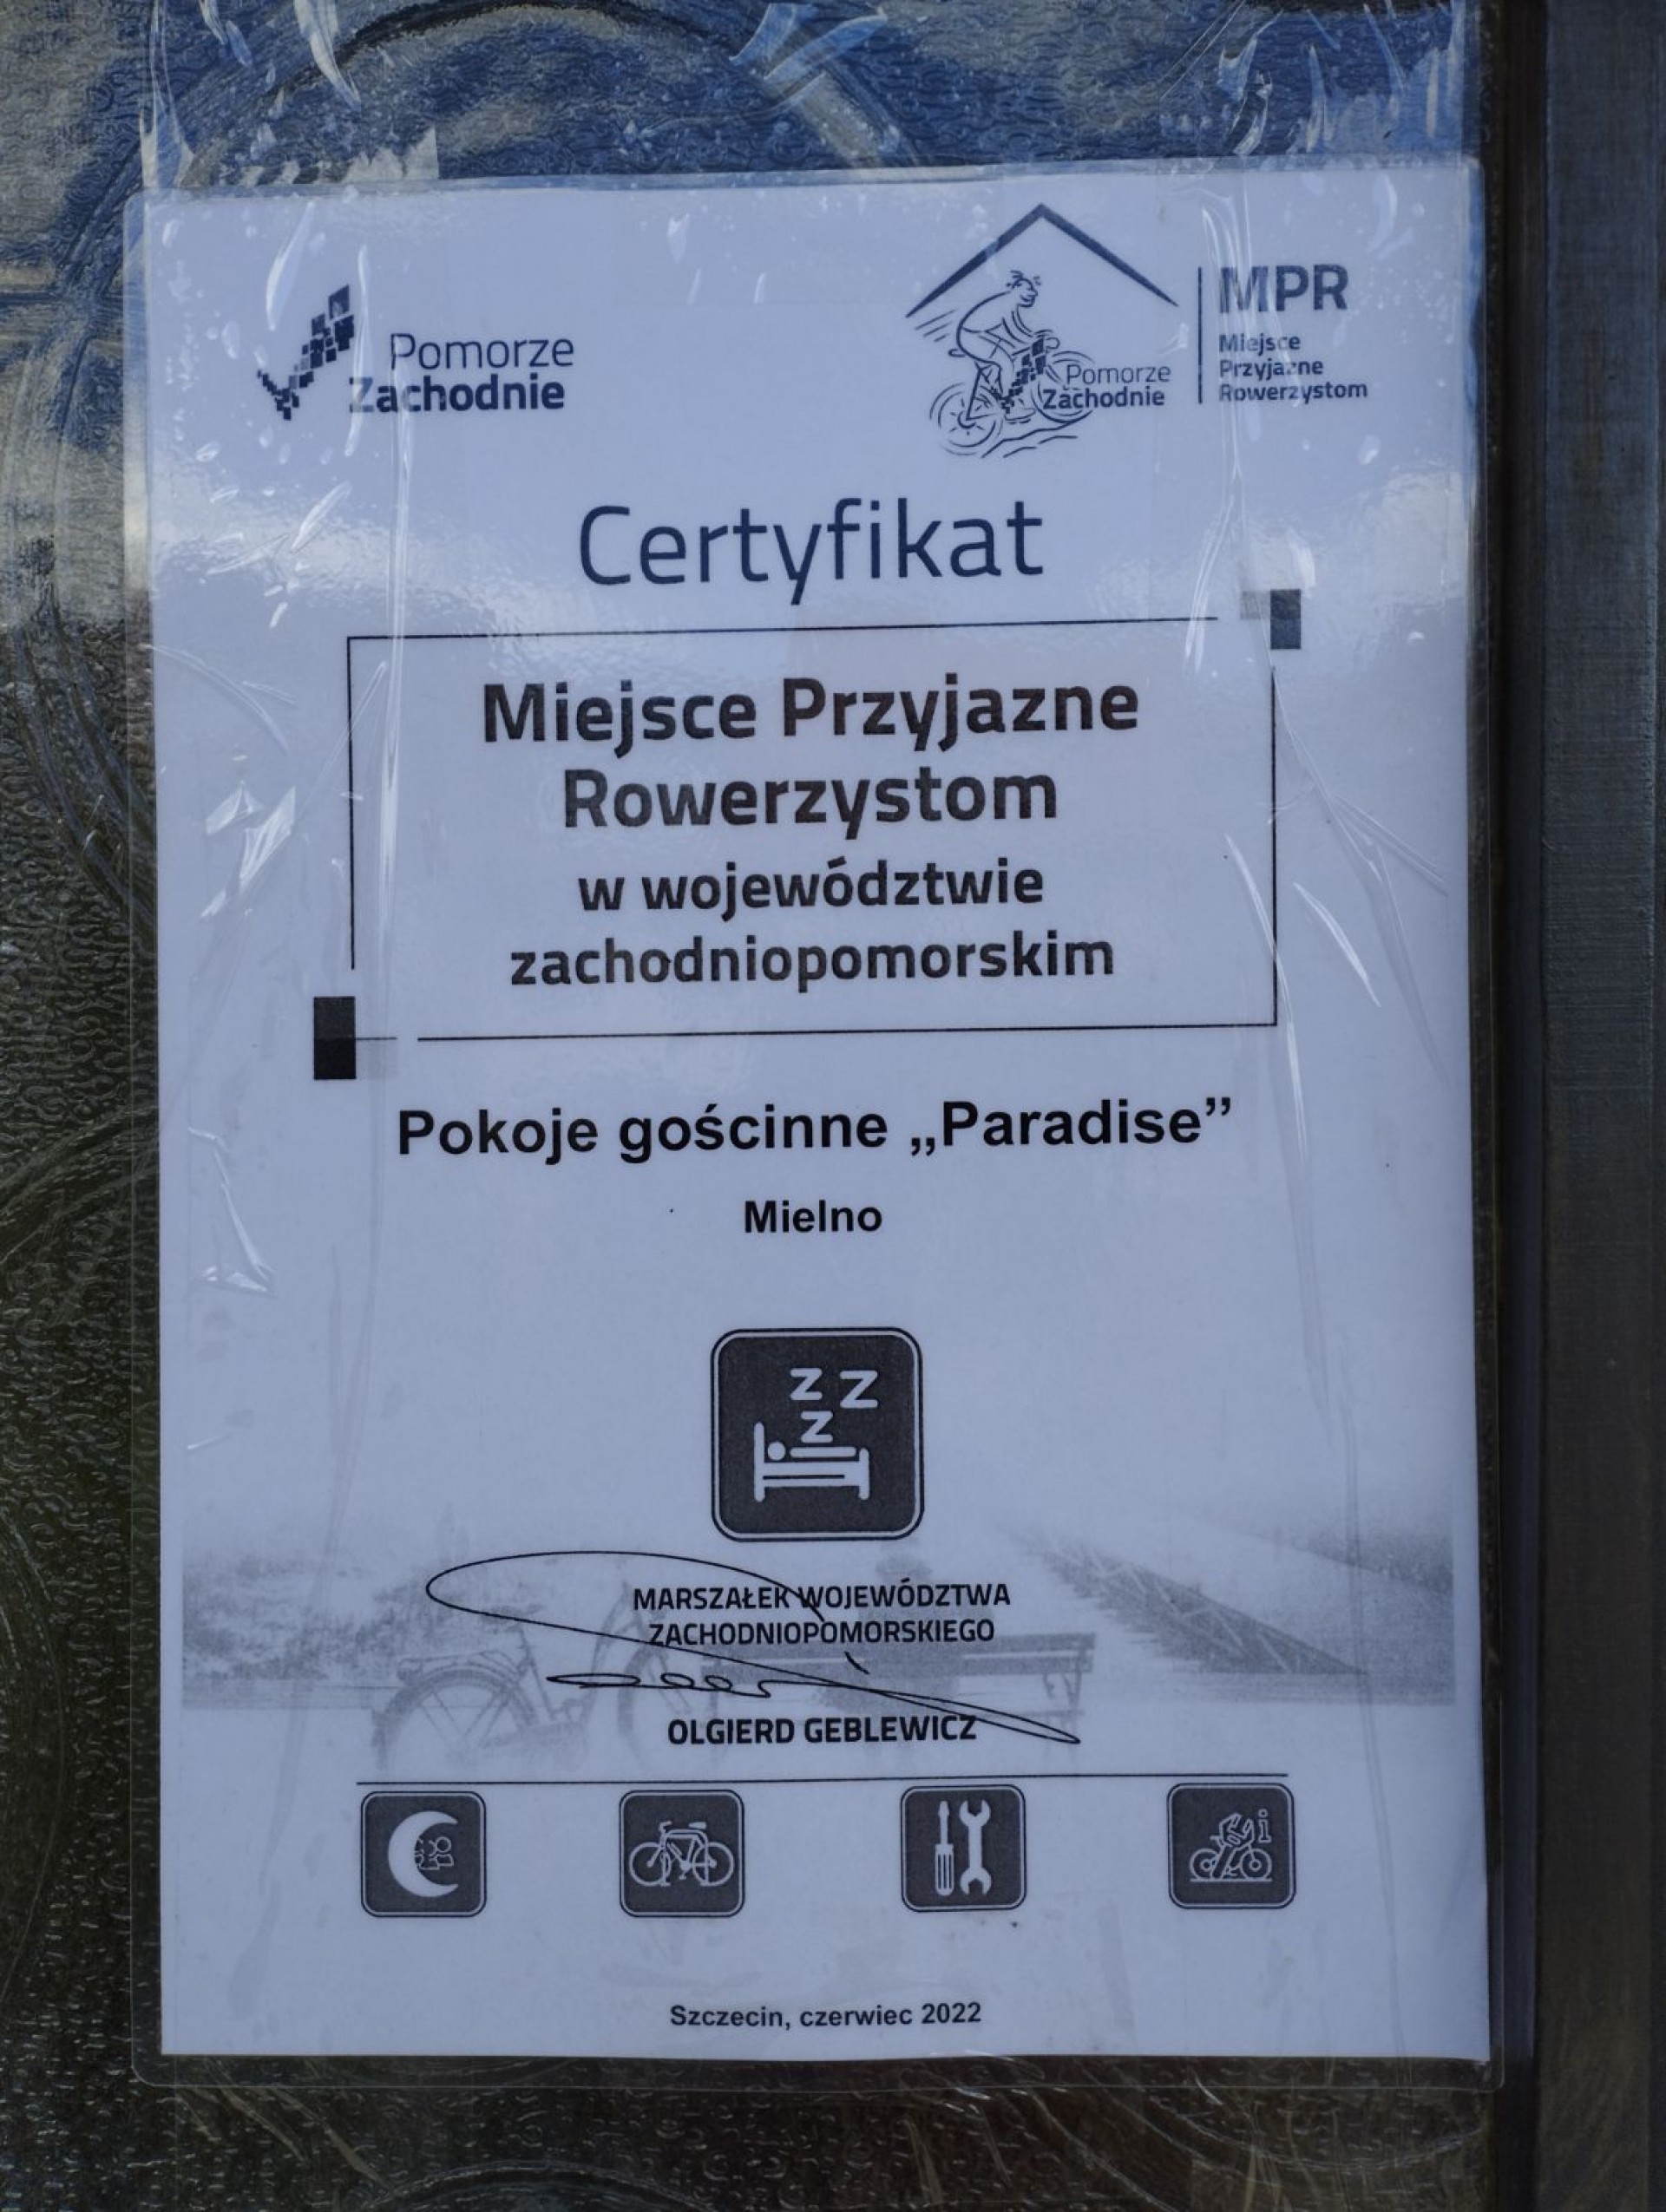 Pomorze
Zachodnie
Pomorze
Zachodnie
MPR
Miejsce
Przyjazne
Rowerzystom
Certyfikat
Miejsce Przyjazne
Rowerzystom
w województwie
zachodniopomorskim
Pokoje gościnne „Paradise”
Mielno
z z
z
MARSZAŁEK WOJEWÓDZTWA
ZACHODNIOPOMORSKIEGO
OLGIERD GEBLEWICZ
i
Szczecin, czerwiec 2022